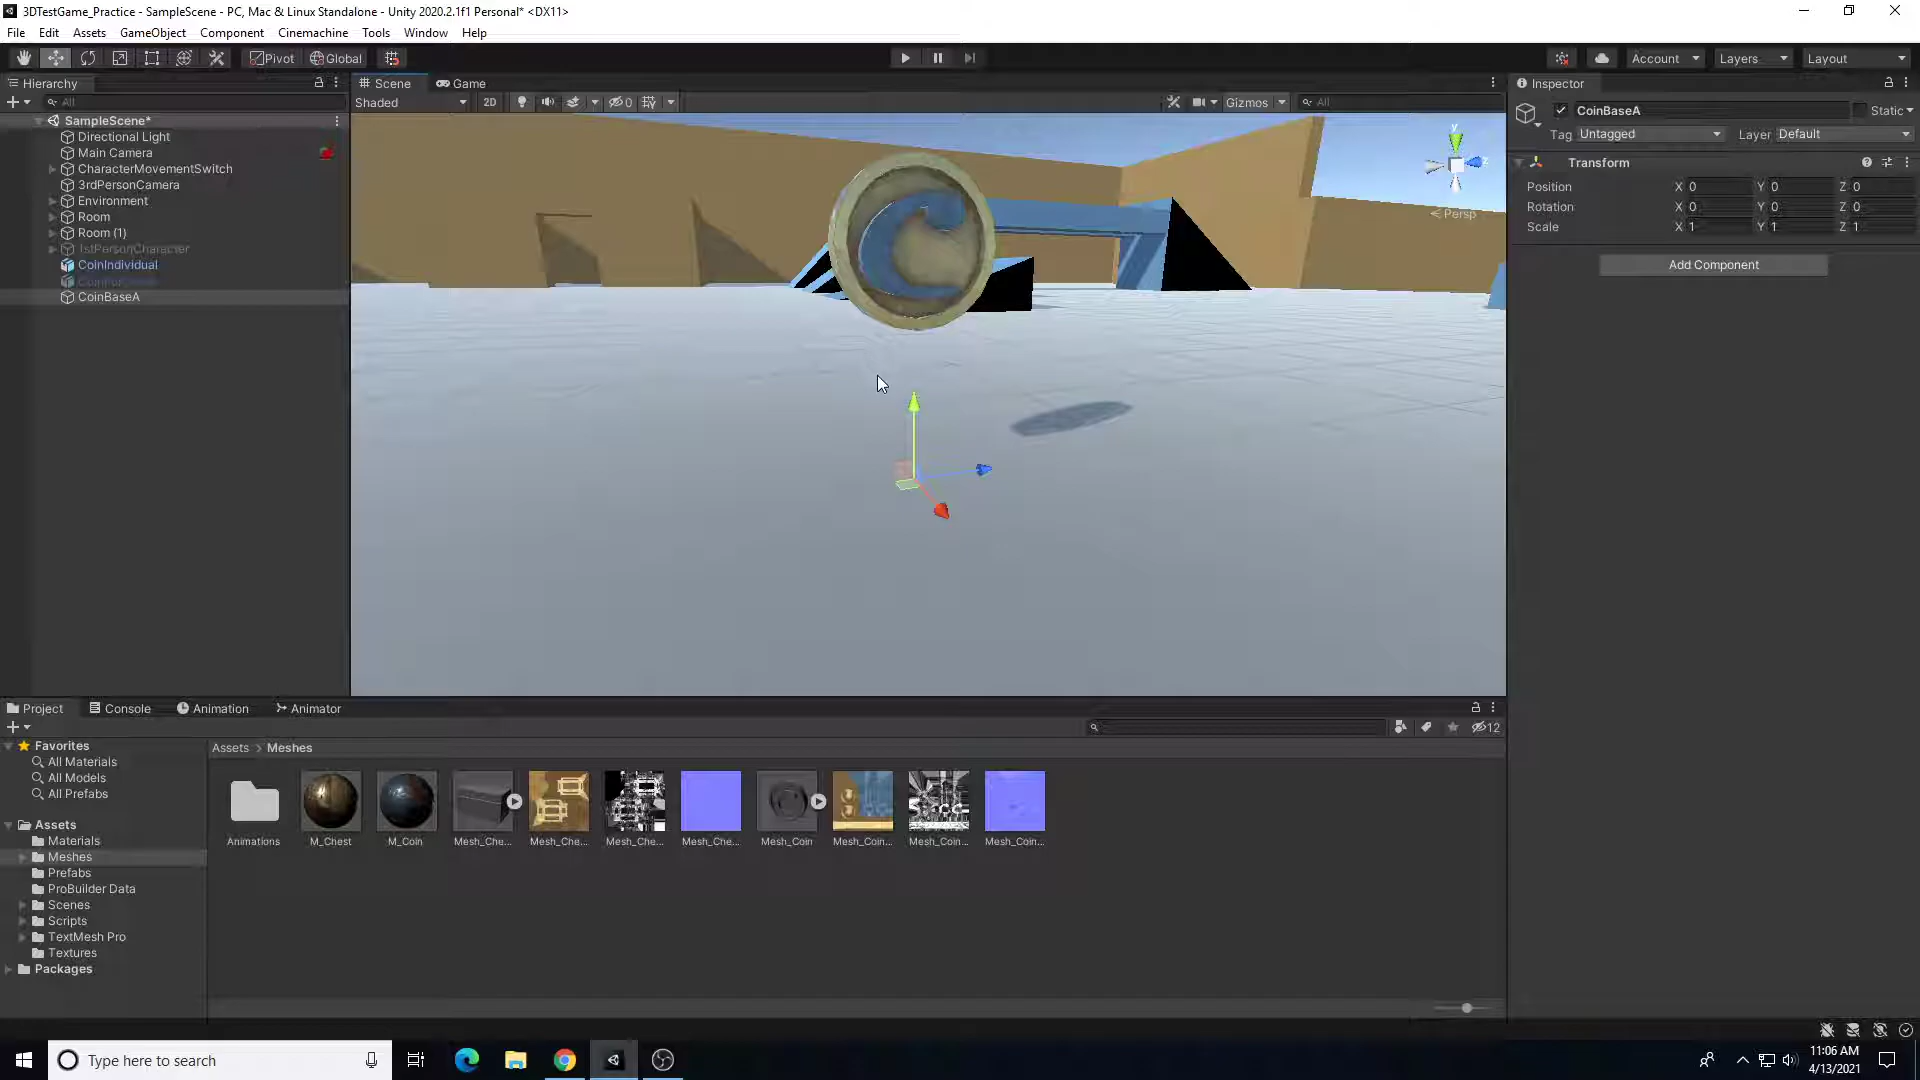 3DTestGame_Practice - SampleScene - PC, Mac & Linux Standalone - Unity 2020.2.1f1 Personal* <DX11>
File Edit Assets GameObject Component Cinemachine Tools Window Help
Pivot Global Account Layers Layout
Hierarchy
All
SampleScene*
Directional Light
Main Camera
CharacterMovementSwitch
3rdPersonCamera
Environment
Room
Room (1)
1stPersonCharacter
CoinIndividual
CoinBaseA
Scene Game
Shaded 2D 0 Gizmos All
y
z
< Persp
Inspector
CoinBaseA Static
Tag Untagged Layer Default
Transform
Position X 0 Y 0 Z 0
Rotation X 0 Y 0 Z 0
Scale X 1 Y 1 Z 1
Add Component
Project Console Animation Animator
12
Favorites
All Materials
All Models
All Prefabs
Assets
Materials
Meshes
Prefabs
ProBuilder Data
Scenes
Scripts
TextMesh Pro
Textures
Packages
Assets > Meshes
Animations M_Chest M_Coin Mesh_Che... Mesh_Che... Mesh_Che... Mesh_Che... Mesh_Coin Mesh_Coin... Mesh_Coin... Mesh_Coin...
Type here to search
11:06 AM
4/13/2021